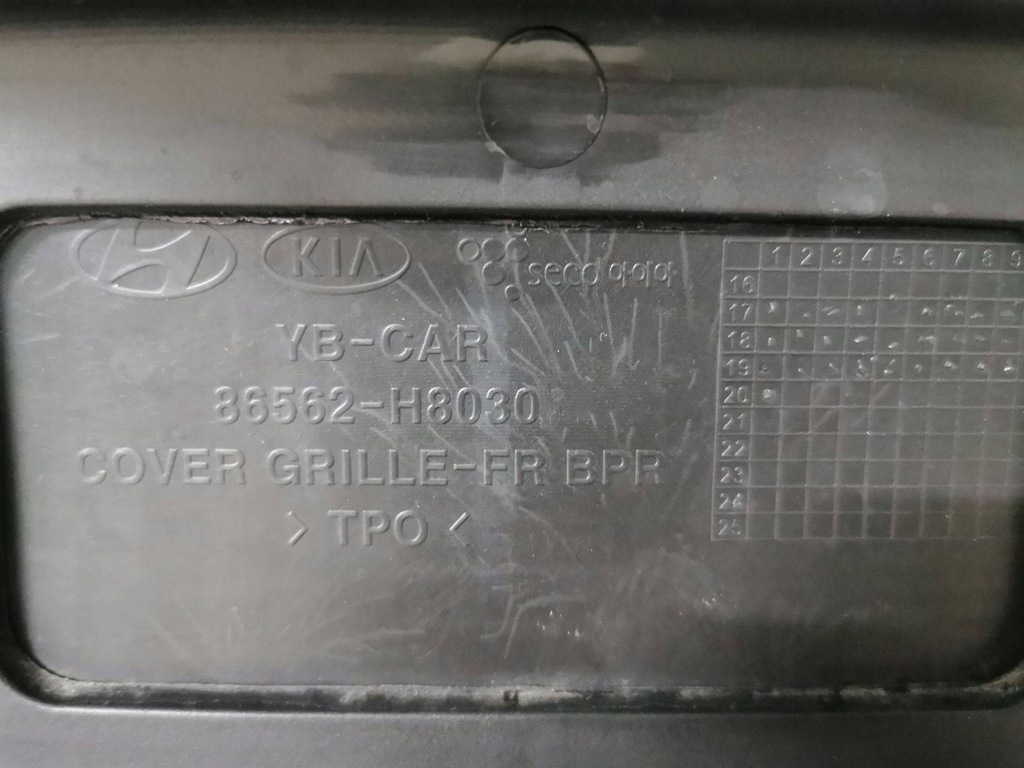 KIA
seco
YB-CAR
86562-H8030
COVER GRILLE-FR BPR
> TPO <
1 2 3 4 5 6 7 8 9
16
17
18
19
20
21
22
23
24
25